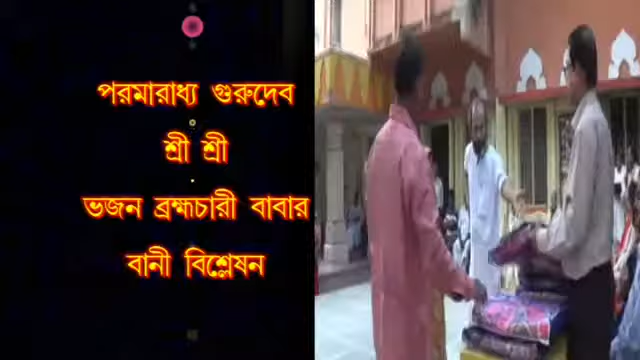 পরমারাধ্য গুরুদেব
শ্রী শ্রী
ভজন ব্রহ্মচারী বাবার
বানী বিশ্লেষন